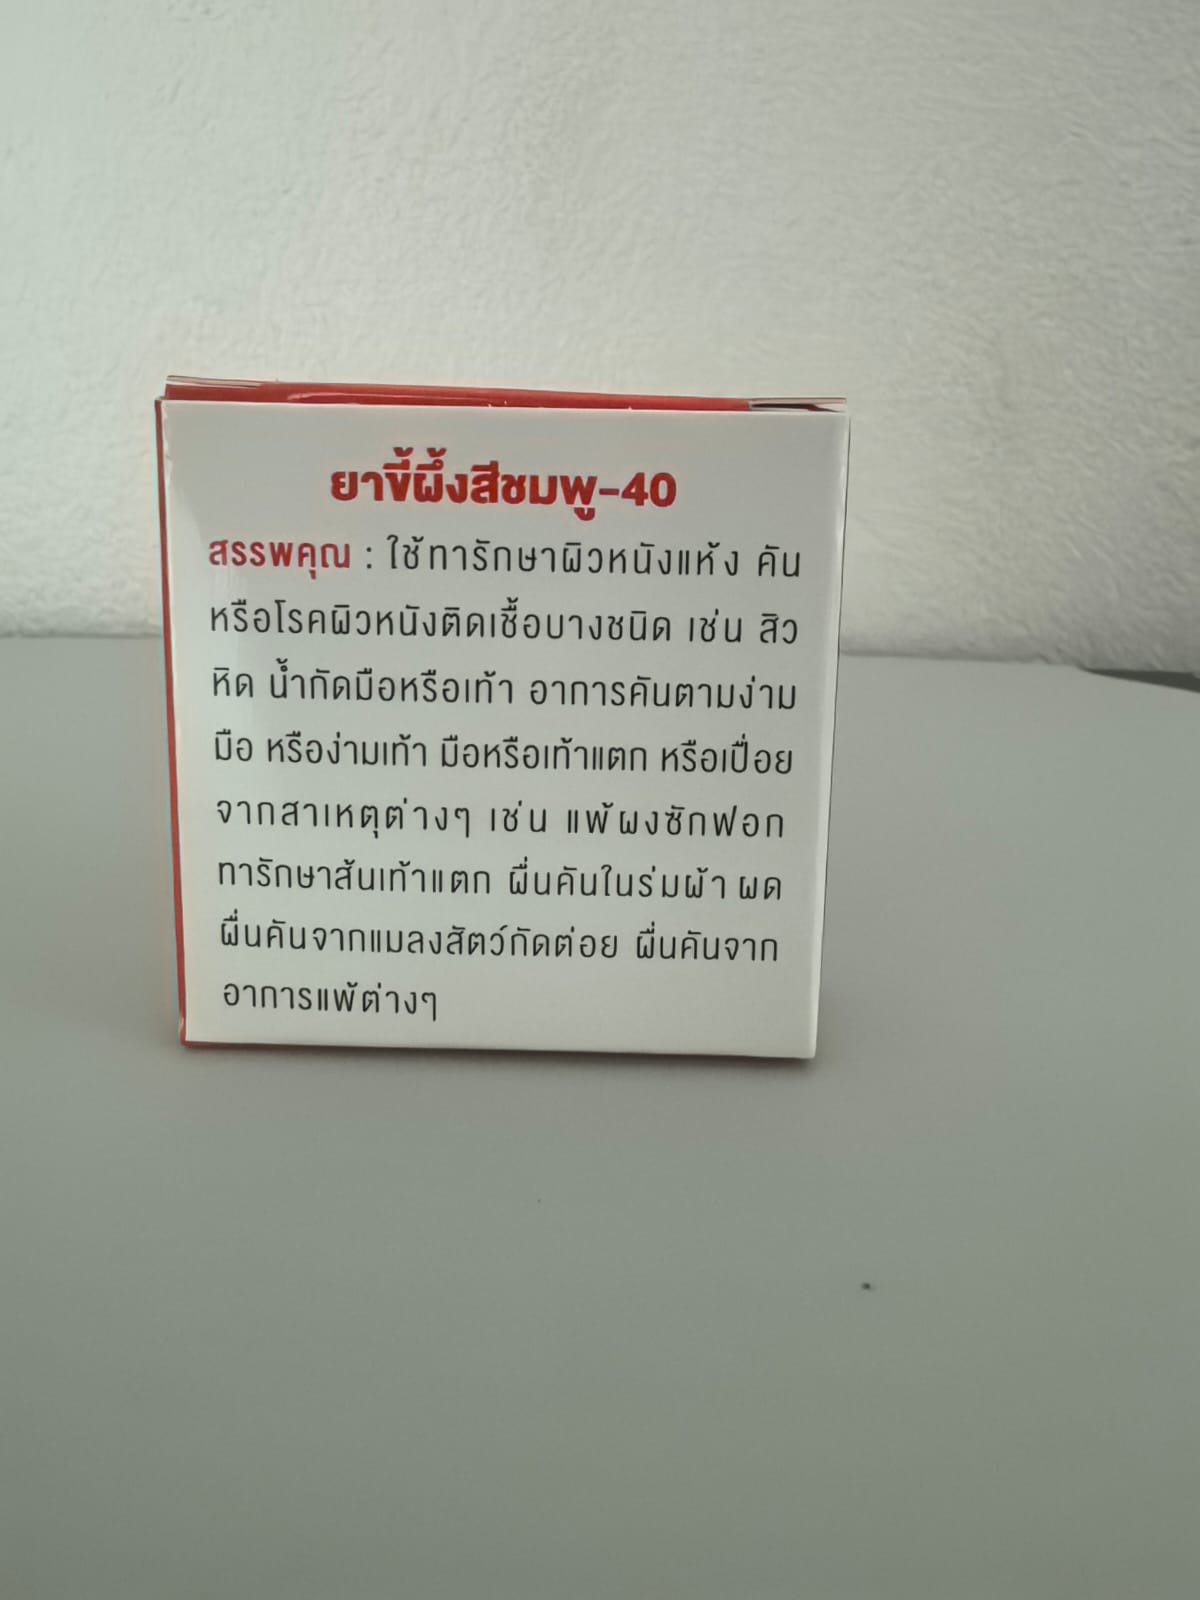 ยาขี้ผึ้งสีชมพู-40
สรรพคุณ : ใช้ทารักษาผิวหนังแห้ง คัน
หรือโรคผิวหนังติดเชื้อบางชนิด เช่น สิว
หิด น้ำกัดมือหรือเท้า อาการคันตามง่าม
มือ หรือง่ามเท้า มือหรือเท้าแตก หรือเปื่อย
จากสาเหตุต่างๆ เช่น แพ้ผงซักฟอก
ทารักษาส้นเท้าแตก ผื่นคันในร่มผ้า ผด
ผื่นคันจากแมลงสัตว์กัดต่อย ผื่นคันจาก
อาการแพ้ต่างๆ